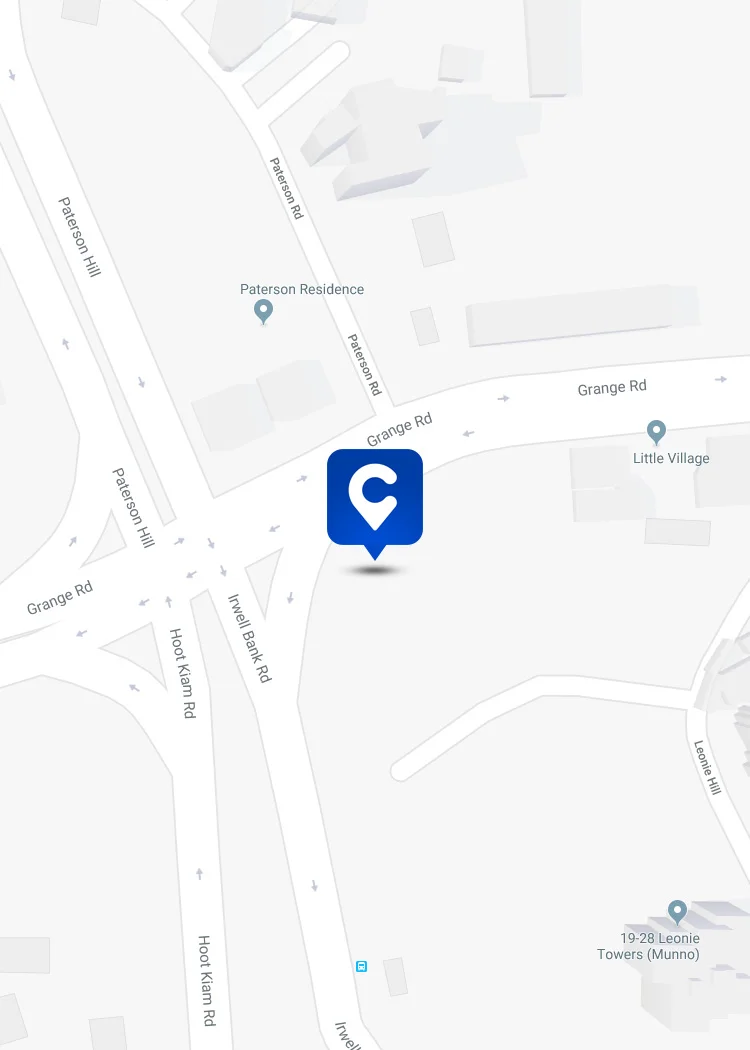 Paterson Rd
Paterson Hill
Paterson Residence
Paterson Rd
Grange Rd
Grange Rd
Little Village
Paterson Hill
Grange Rd
Irwell Bank Rd
Hoot Kiam Rd
Leonie Hill
19-28 Leonie
Towers (Munno)
Hoot Kiam Rd